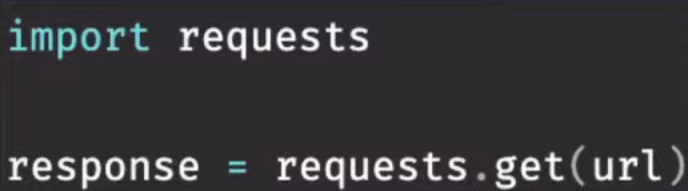 import requests
response = requests.get(url)